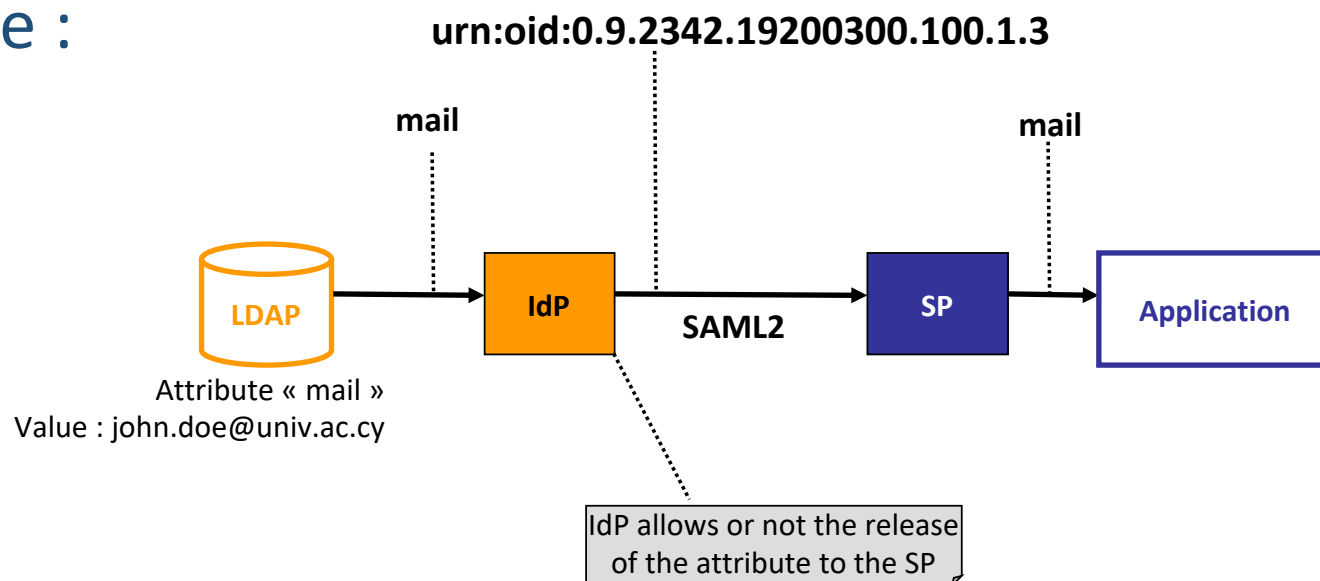 e :
urn:oid:0.9.2342.19200300.100.1.3
mail
mail
LDAP
IdP
SAML2
SP
Application
Attribute « mail »
Value : john.doe@univ.ac.cy
IdP allows or not the release
of the attribute to the SP